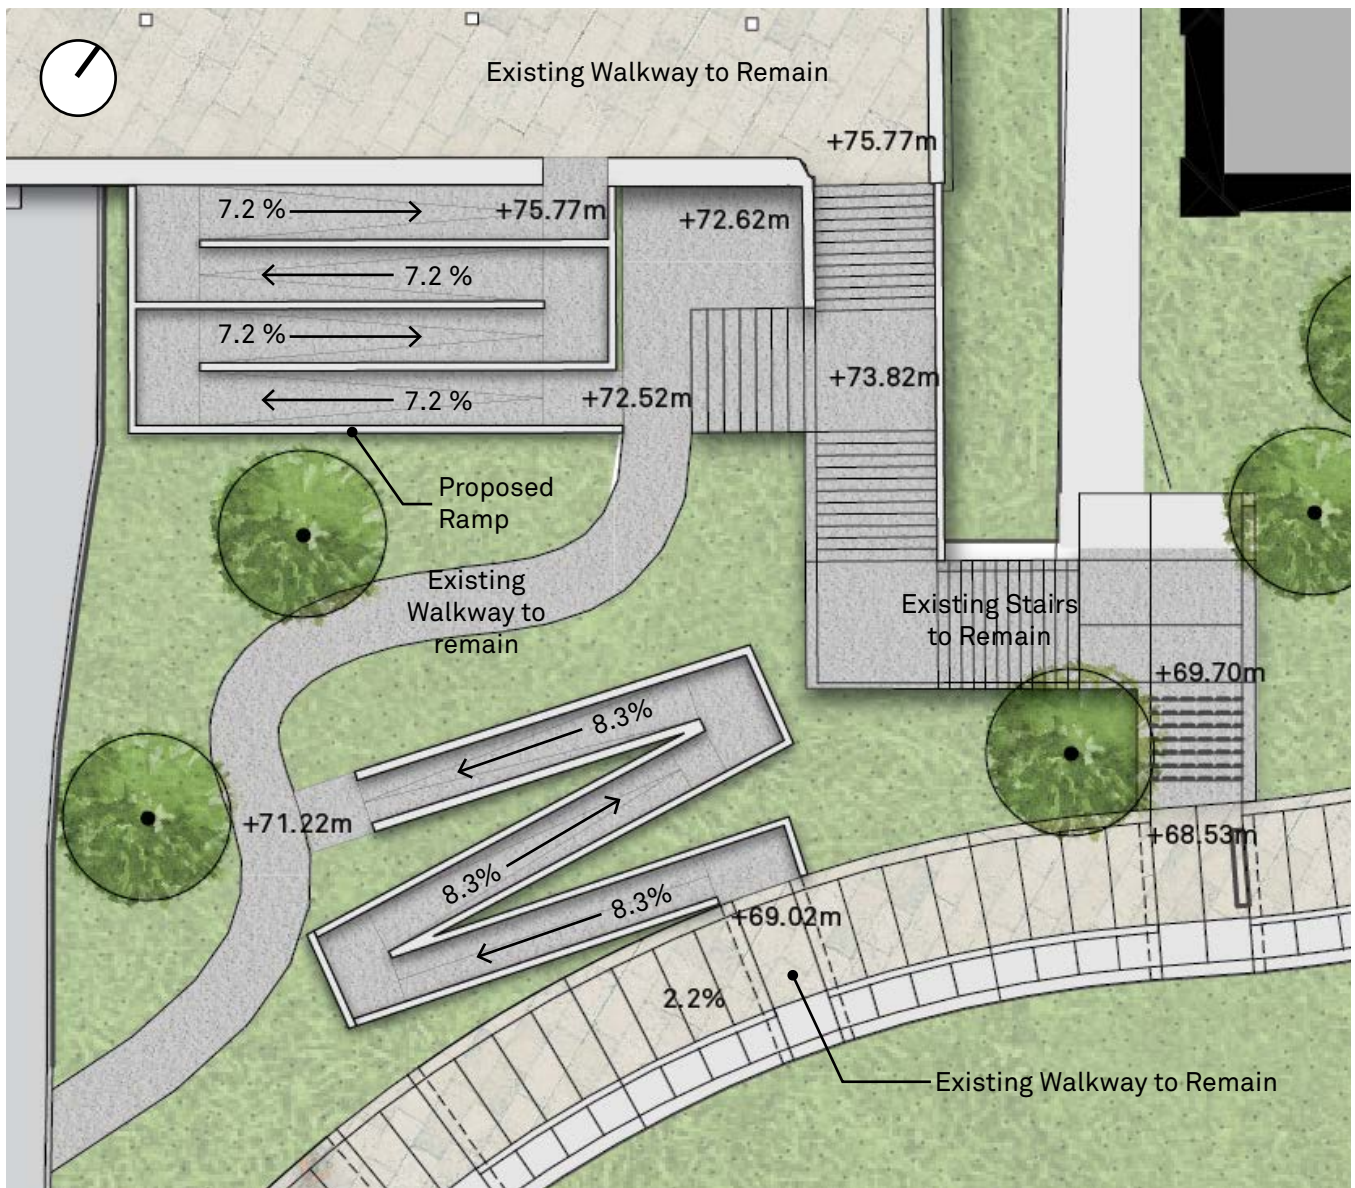 Existing Walkway to Remain
+75.77m
7.2 %
+75.77m
+72.62m
7.2 %
7.2 %
+73.82m
7.2 %
+72.52m
Proposed
Ramp
Existing
Walkway to
remain
Existing Stairs
to Remain
+69.70m
8.3%
+71.22m
+68.53m
8.3%
8.3%
+69.02m
2.2%
Existing Walkway to Remain